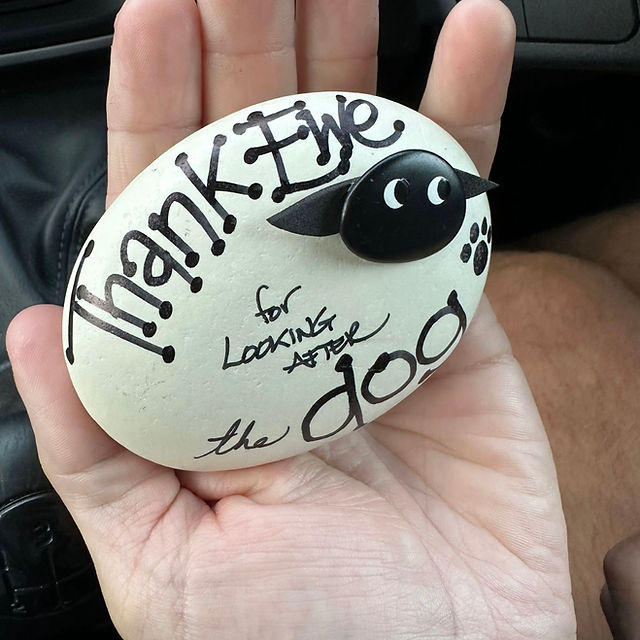 Thank Ewe
for
LOOKING
AFTER
the dog